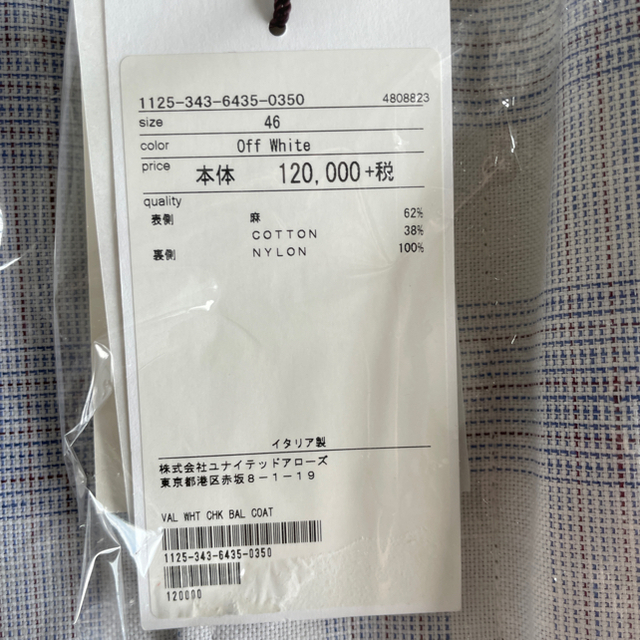 1125-343-6435-0350 4808823
size 46
color Off White
price 本体 120,000+税
quality
表側 麻 62%
COTTON 38%
裏側 NYLON 100%
イタリア製
株式会社ユナイテッドアローズ
東京都港区赤坂8-1-19
VAL WHT CHK BAL COAT
1125-343-6435-0350
120000